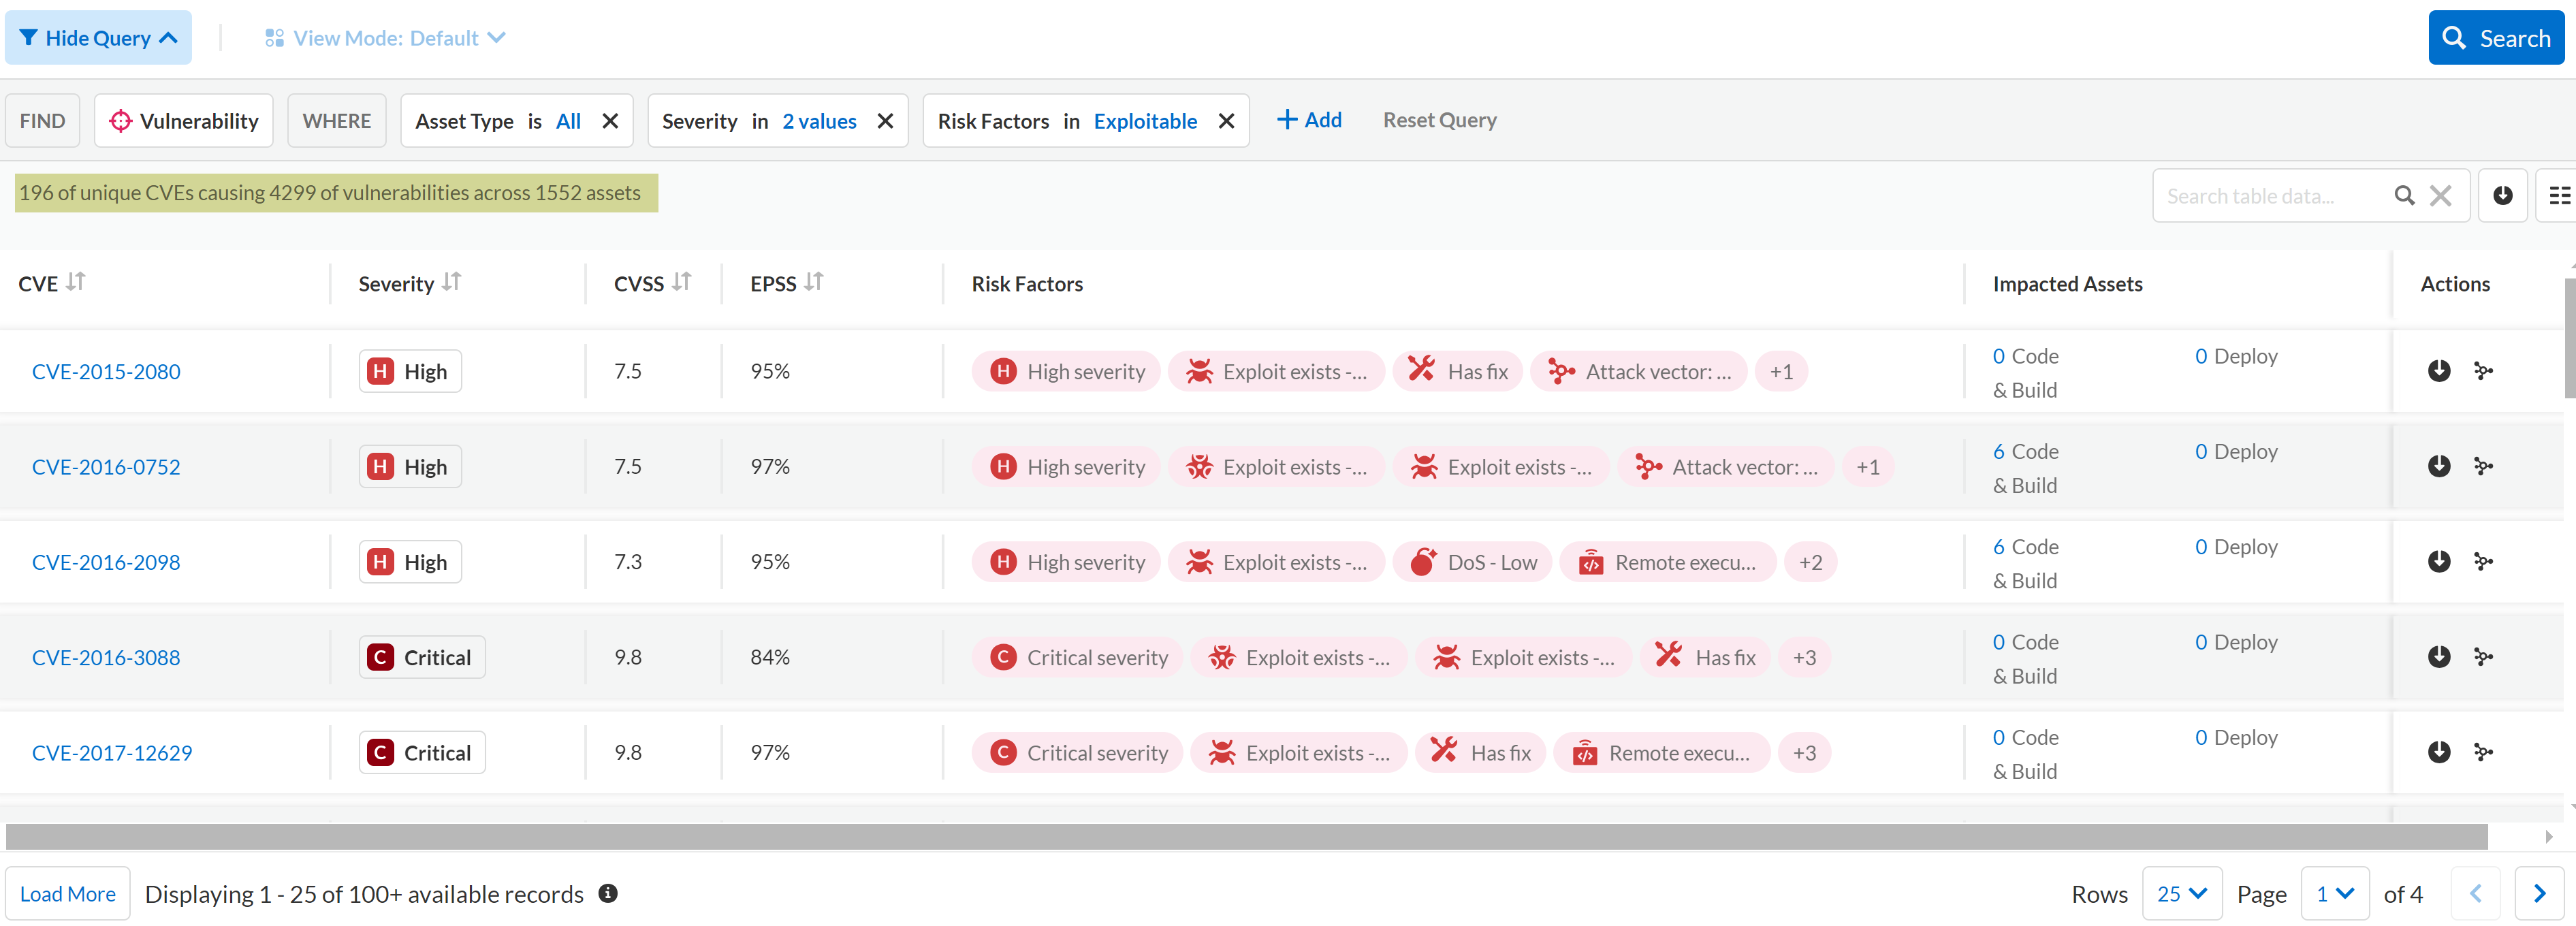 Hide Query View Mode: Default Search
FIND Vulnerability WHERE Asset Type is All Severity in 2 values Risk Factors in Exploitable + Add Reset Query
196 of unique CVEs causing 4299 of vulnerabilities across 1552 assets Search table data...
CVE Severity CVSS EPSS Risk Factors Impacted Assets Actions
CVE-2015-2080 H High 7.5 95% H High severity Exploit exists -... Has fix Attack vector: ... +1 0 Code & Build 0 Deploy
CVE-2016-0752 H High 7.5 97% H High severity Exploit exists -... Exploit exists -... Attack vector: ... +1 6 Code & Build 0 Deploy
CVE-2016-2098 H High 7.3 95% H High severity Exploit exists -... DoS - Low Remote execu... +2 6 Code & Build 0 Deploy
CVE-2016-3088 C Critical 9.8 84% C Critical severity Exploit exists -... Exploit exists -... Has fix +3 0 Code & Build 0 Deploy
CVE-2017-12629 C Critical 9.8 97% C Critical severity Exploit exists -... Has fix Remote execu... +3 0 Code & Build 0 Deploy
Load More Displaying 1 - 25 of 100+ available records Rows 25 Page 1 of 4